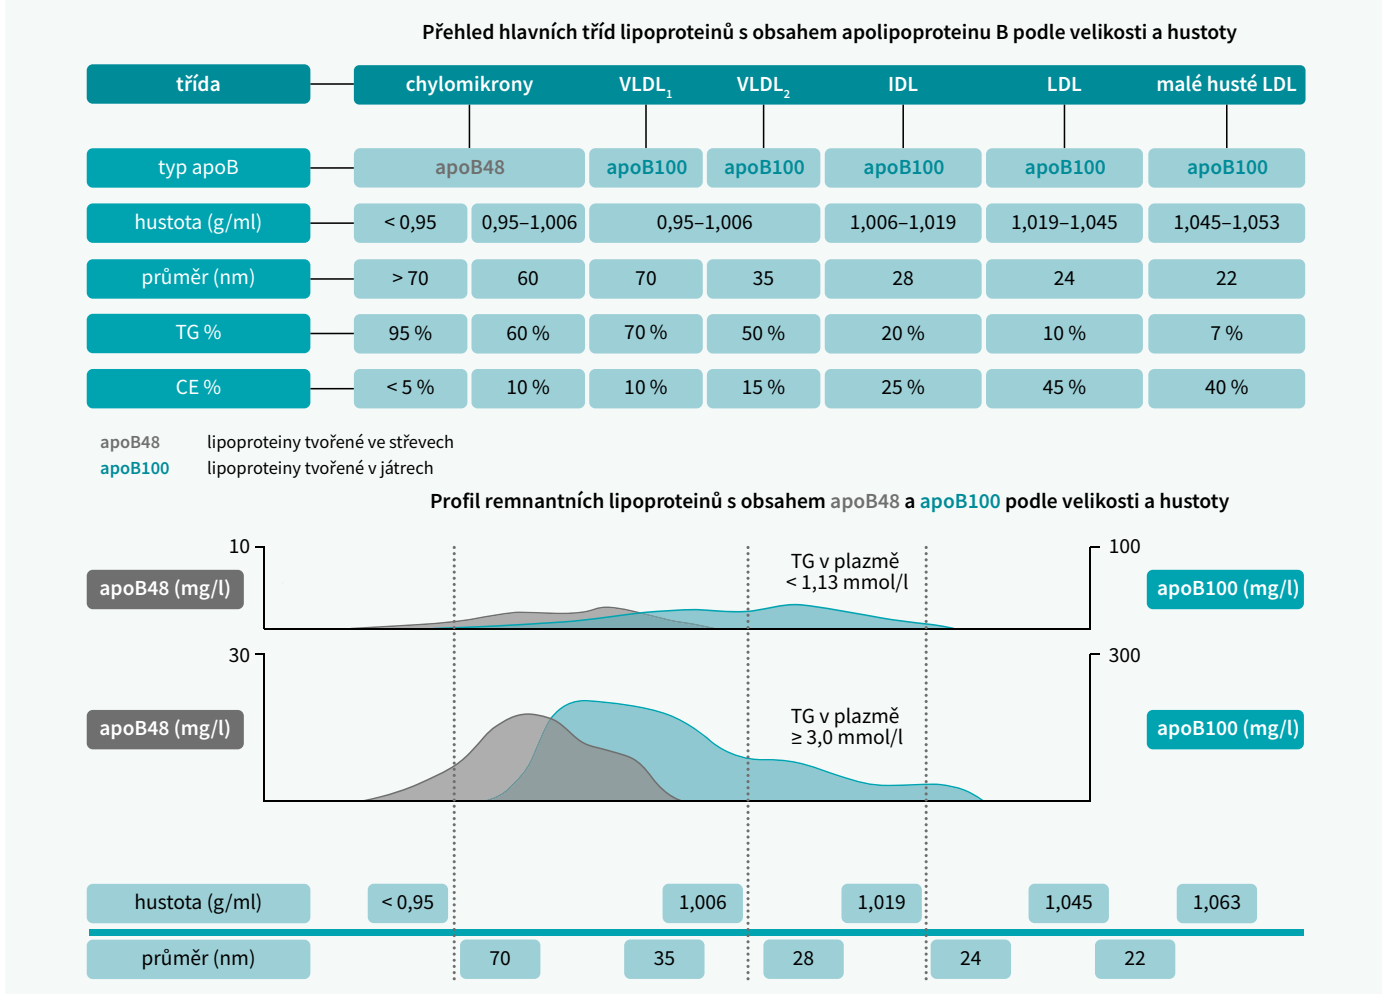 Přehled hlavních tříd lipoproteinů s obsahem apolipoproteinu B podle velikosti a hustoty
třída chylomikrony VLDL₁ VLDL₂ IDL LDL malé husté LDL
typ apoB apoB48 apoB100 apoB100 apoB100 apoB100 apoB100
hustota (g/ml) < 0,95 0,95–1,006 0,95–1,006 1,006–1,019 1,019–1,045 1,045–1,053
průměr (nm) > 70 60 70 35 28 24 22
TG % 95 % 60 % 70 % 50 % 20 % 10 % 7 %
CE % < 5 % 10 % 10 % 15 % 25 % 45 % 40 %
apoB48 lipoproteiny tvořené ve střevech
apoB100 lipoproteiny tvořené v játrech
Profil remnantních lipoproteinů s obsahem apoB48 a apoB100 podle velikosti a hustoty
10 100
TG v plazmě
< 1,13 mmol/l
apoB48 (mg/l) apoB100 (mg/l)
30 300
TG v plazmě
≥ 3,0 mmol/l
apoB48 (mg/l) apoB100 (mg/l)
hustota (g/ml) < 0,95 1,006 1,019 1,045 1,063
průměr (nm) 70 35 28 24 22